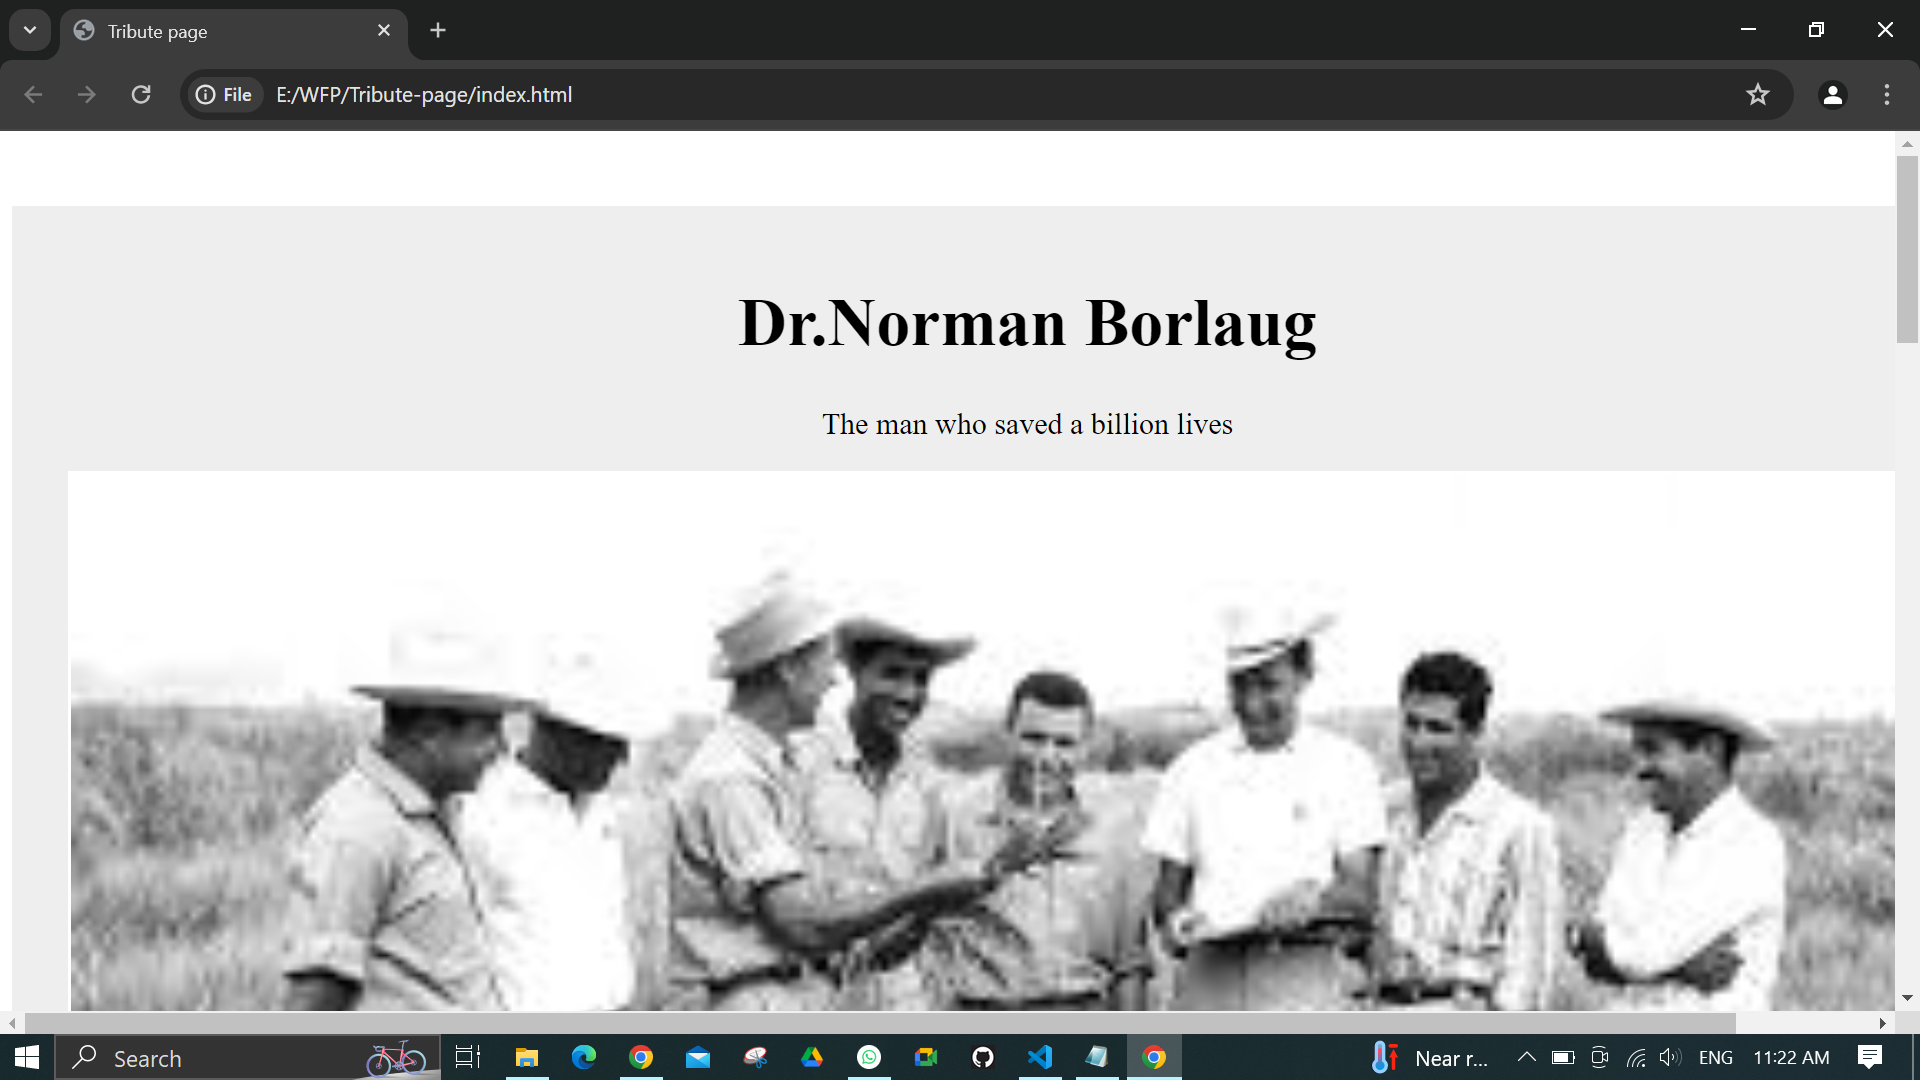 Tribute page
File E:/WFP/Tribute-page/index.html
Dr.Norman Borlaug
The man who saved a billion lives
Search
Near r...
ENG
11:22 AM